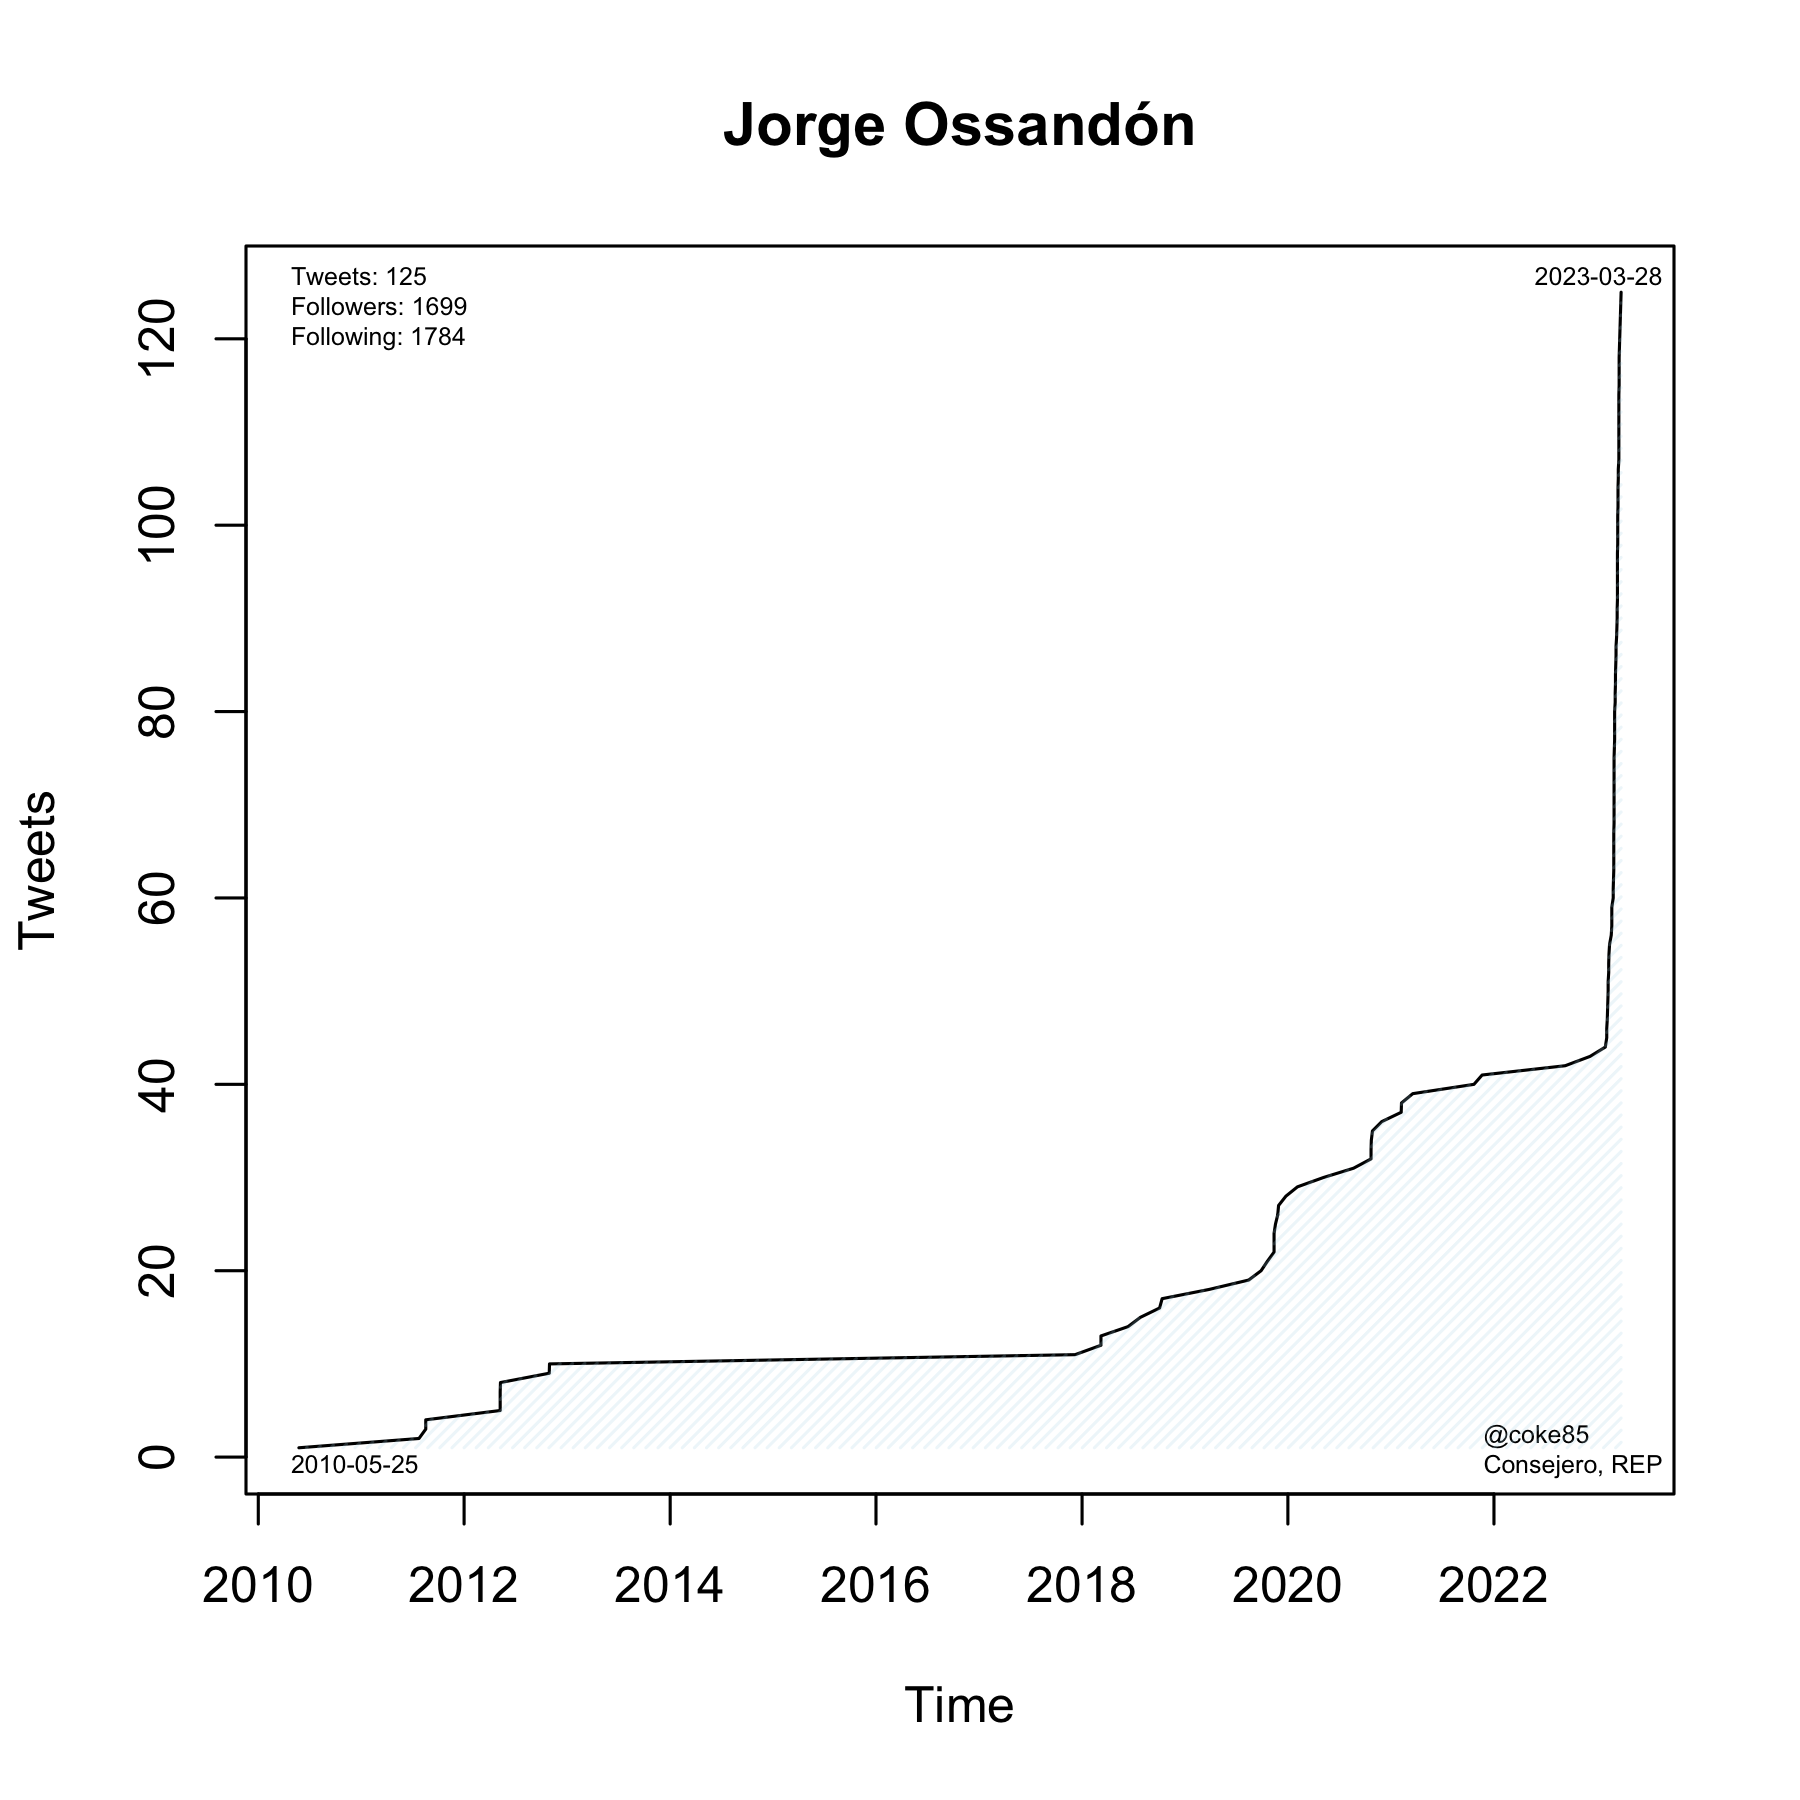 Jorge Ossandón
Tweets: 125
Followers: 1699
Following: 1784
2023-03-28
120
100
80
60
40
20
0
Tweets
2010-05-25
@coke85
Consejero, REP
2010 2012 2014 2016 2018 2020 2022
Time